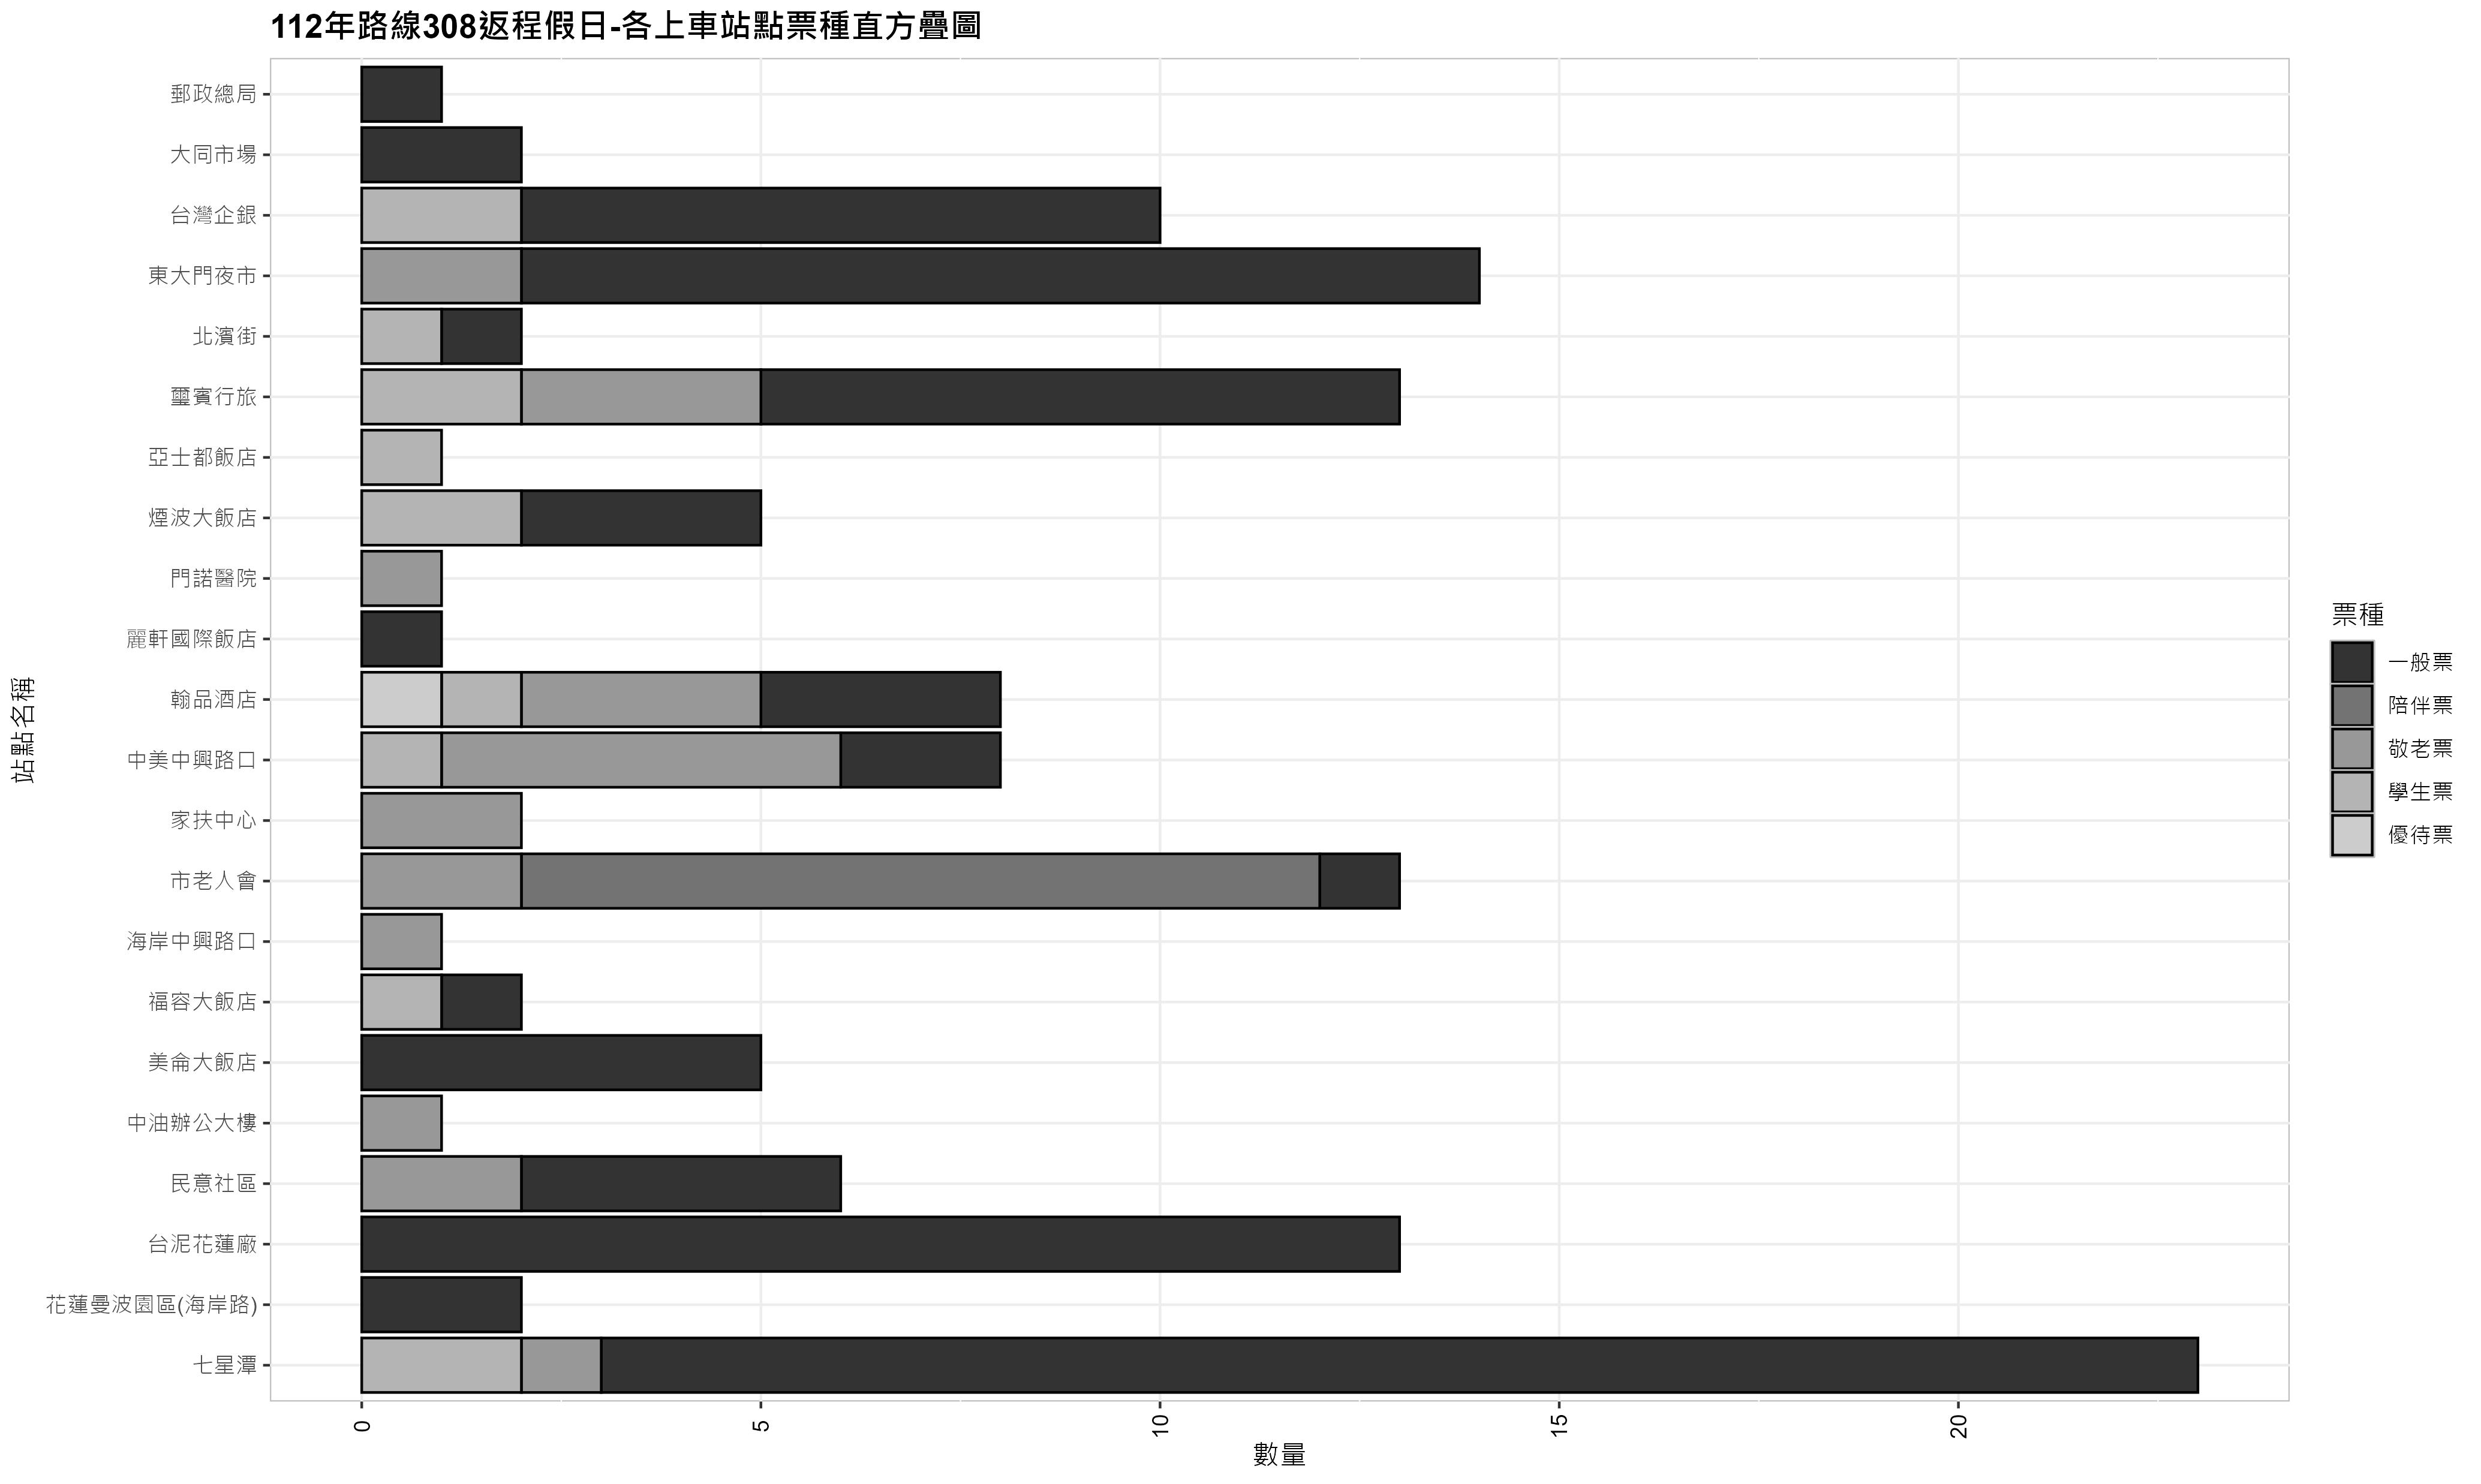 112年路線308返程假日-各上車站點票種直方疊圖
郵政總局
大同市場
台灣企銀
東大門夜市
北濱街
璽賓行旅
亞士都飯店
煙波大飯店
門諾醫院
麗軒國際飯店
翰品酒店
中美中興路口
家扶中心
市老人會
海岸中興路口
福容大飯店
美侖大飯店
中油辦公大樓
民意社區
台泥花蓮廠
花蓮曼波園區(海岸路)
七星潭
站點名稱
0
5
10
15
20
數量
票種
一般票
陪伴票
敬老票
學生票
優待票